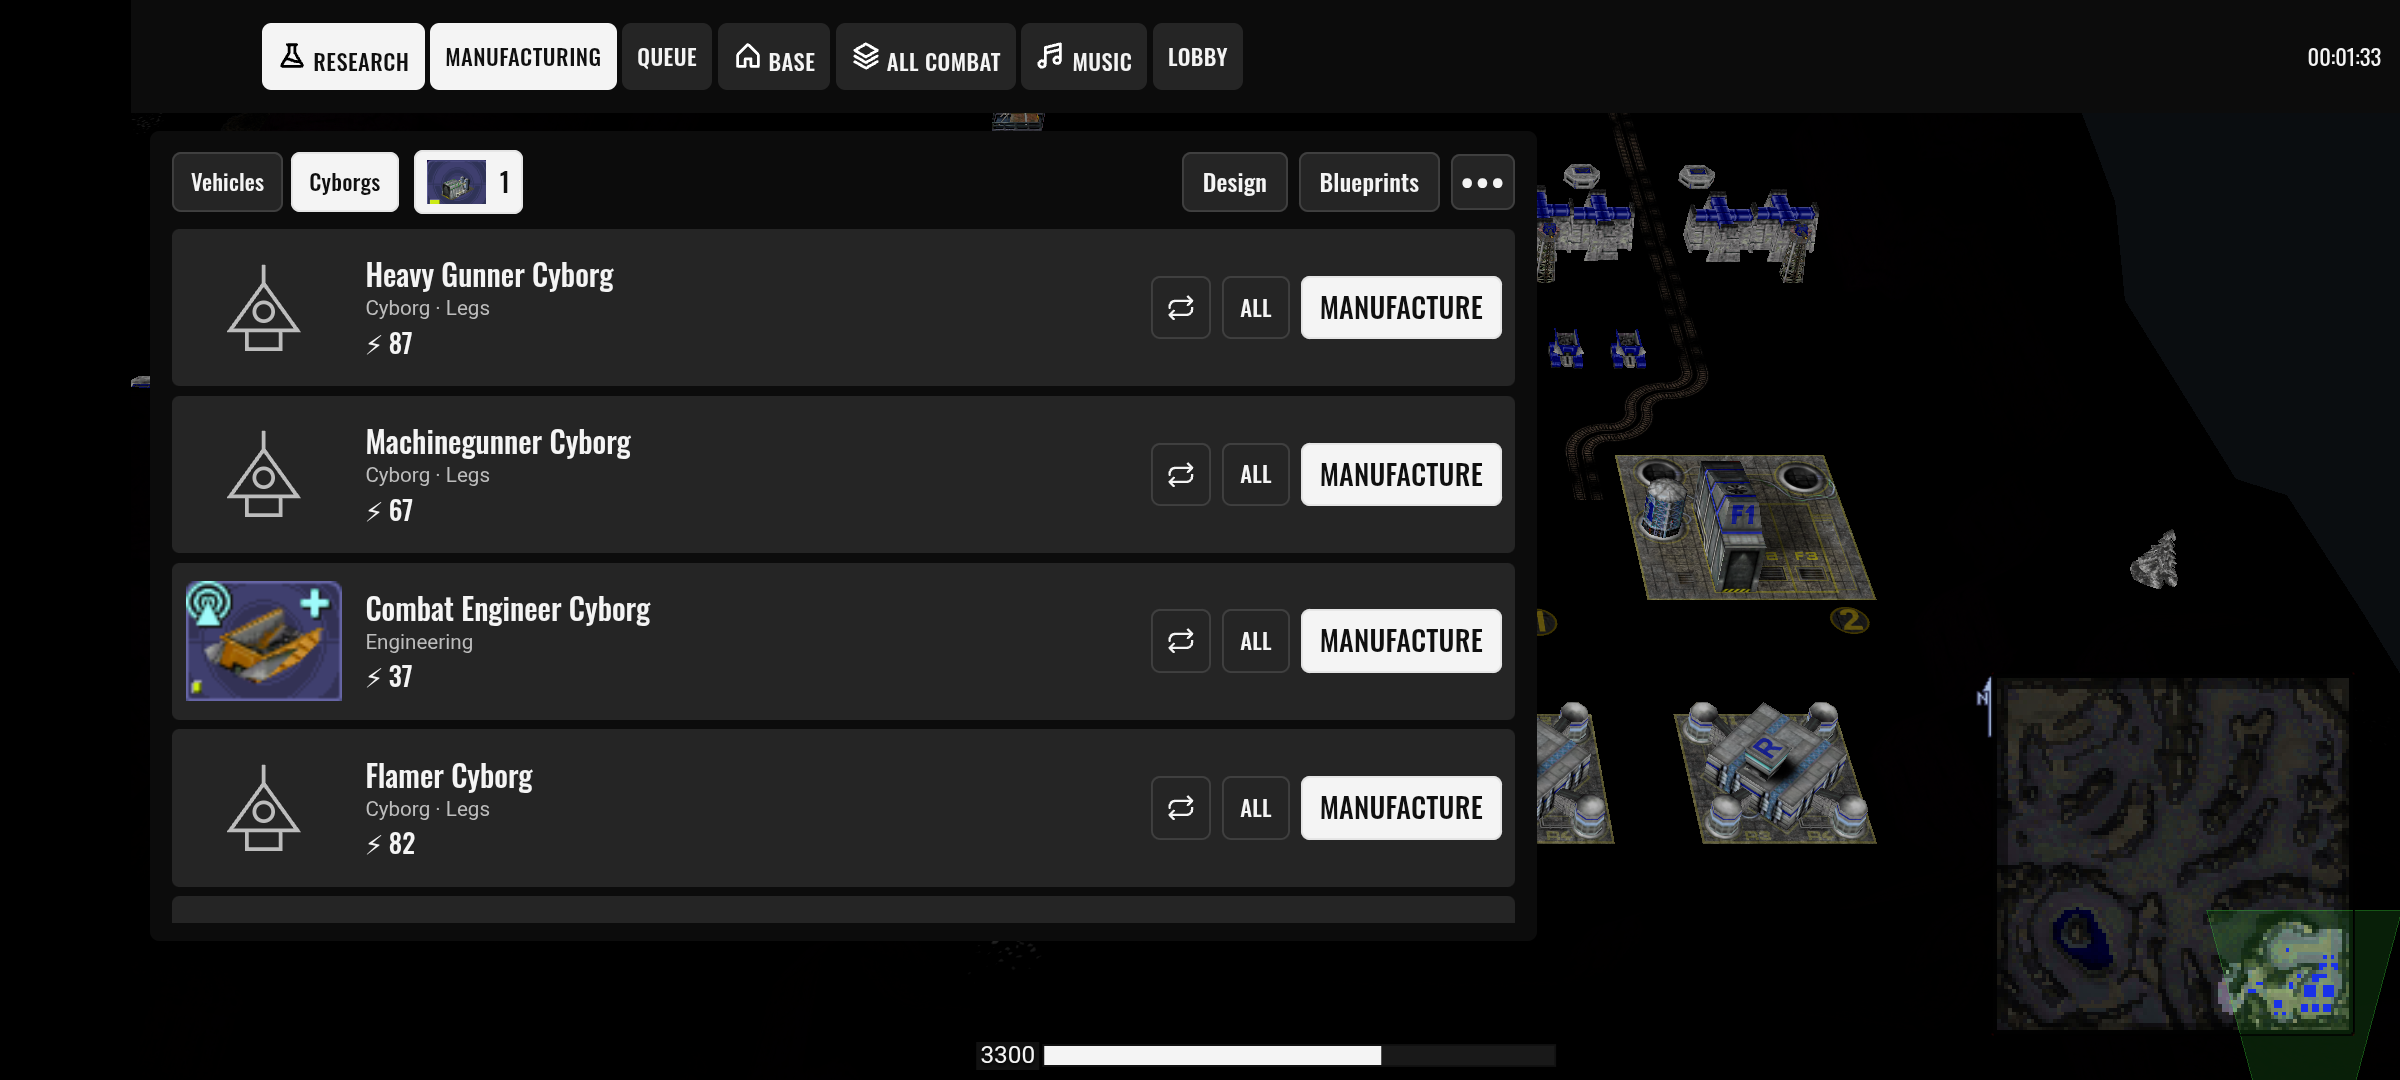 RESEARCH
MANUFACTURING
QUEUE
BASE
ALL COMBAT
MUSIC
LOBBY
00:01:33
Vehicles
Cyborgs
1
Design
Blueprints
Heavy Gunner Cyborg
Cyborg · Legs
87
ALL
MANUFACTURE
Machinegunner Cyborg
Cyborg · Legs
67
ALL
MANUFACTURE
Combat Engineer Cyborg
Engineering
37
ALL
MANUFACTURE
Flamer Cyborg
Cyborg · Legs
82
ALL
MANUFACTURE
F1
F3
1
2
R
N
3300